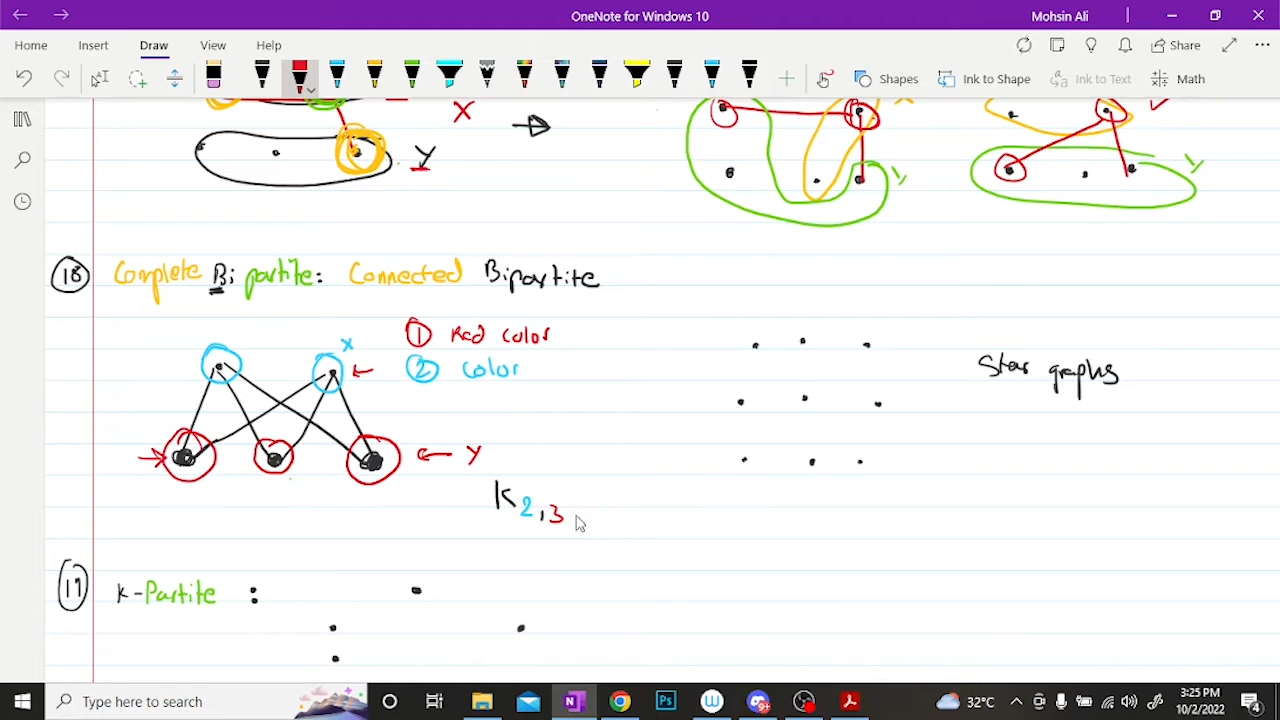 OneNote for Windows 10
Mohsin Ali
Home Insert Draw View Help
Share
Shapes Ink to Shape Ink to Text Math
X
Y
Y
Y
18 Complete Bipartite: Connected Bipartite
X
1 Red color
2 color
Star graphs
Y
K2,3
19 k-Partite :
Type here to search
32°C
3:25 PM
10/2/2022